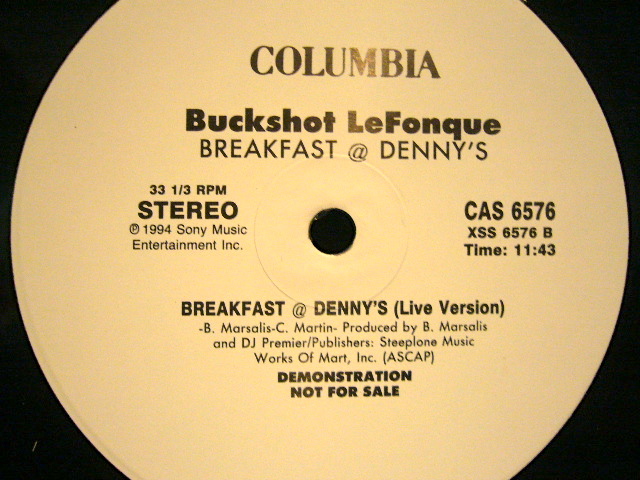 COLUMBIA
Buckshot LeFonque
BREAKFAST @ DENNY'S
33 1/3 RPM
STEREO
℗ 1994 Sony Music
Entertainment Inc.
CAS 6576
XSS 6576 B
Time: 11:43
BREAKFAST @ DENNY'S (Live Version)
-B. Marsalis-C. Martin- Produced by B. Marsalis
and DJ Premier/Publishers: Steeplone Music
Works Of Mart, Inc. (ASCAP)
DEMONSTRATION
NOT FOR SALE